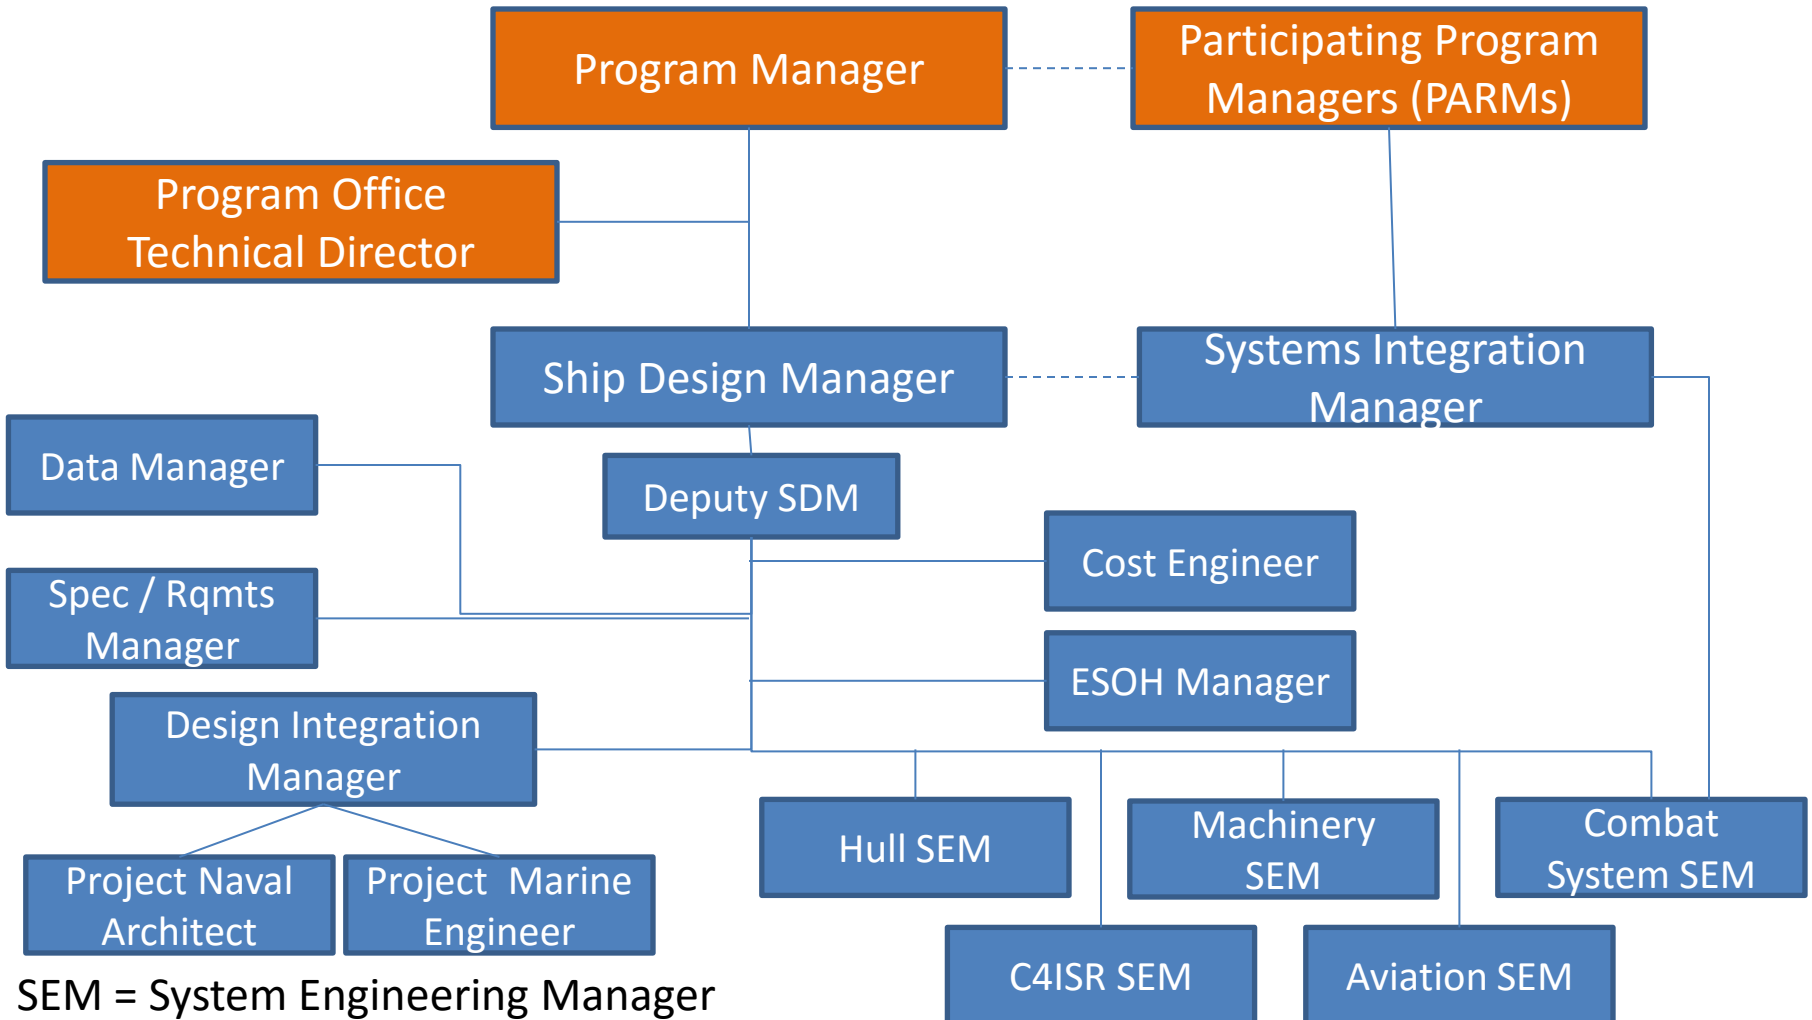 Program Manager
Participating Program
Managers (PARMs)
Program Office
Technical Director
Ship Design Manager
Systems Integration
Manager
Data Manager
Deputy SDM
Cost Engineer
Spec / Rqmts
Manager
ESOH Manager
Design Integration
Manager
Hull SEM
Machinery
SEM
Combat
System SEM
Project Naval
Architect
Project  Marine
Engineer
C4ISR SEM
Aviation SEM
SEM = System Engineering Manager